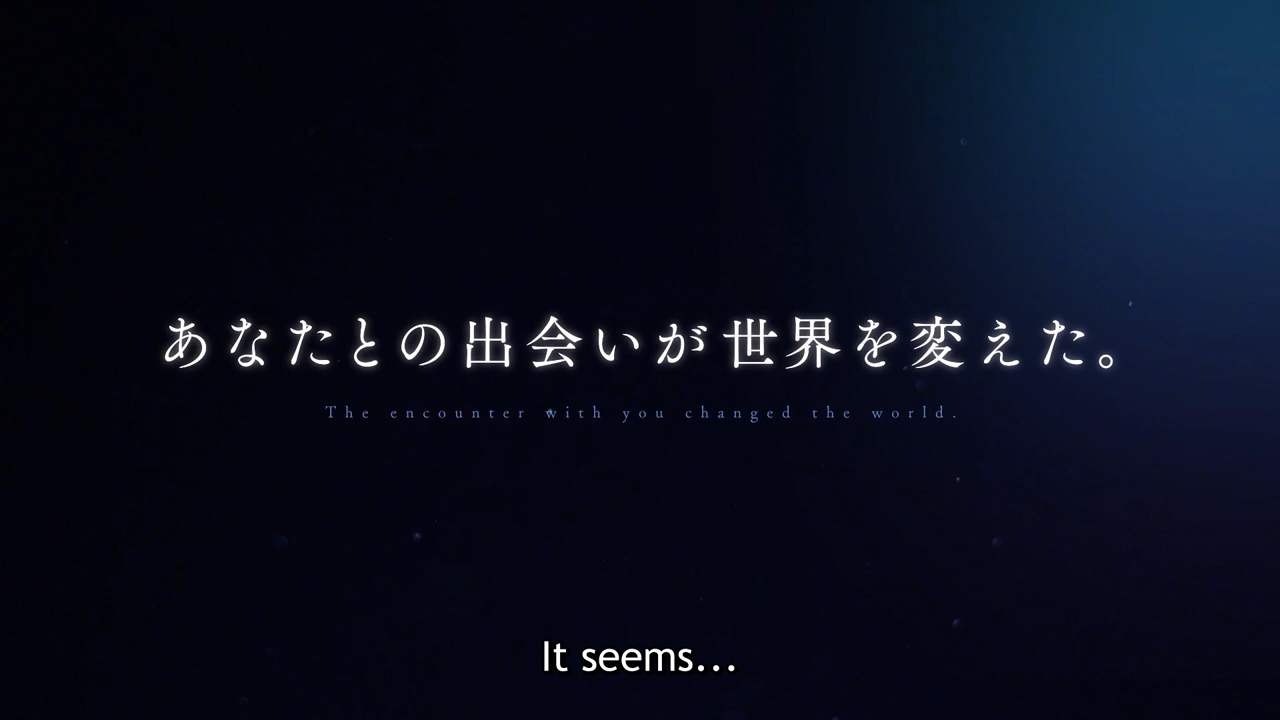 あなたとの出会いが世界を変えた。
The encounter with you changed the world.
It seems...